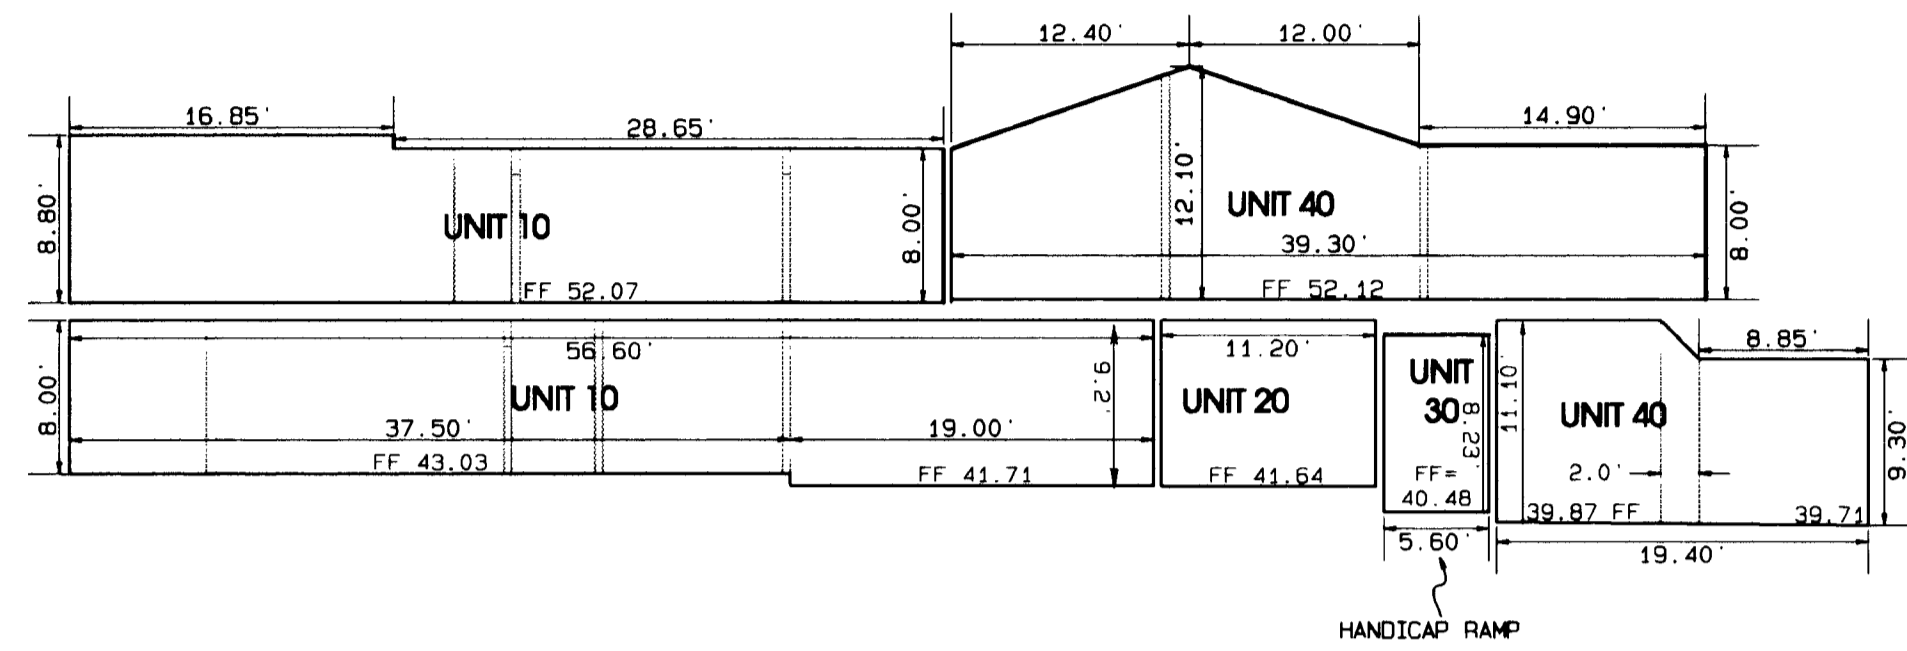 12.40' 12.00'
16.85' 28.65' 14.90'
8.80' UNIT 10 8.00' 12.10' UNIT 40 8.00'
39.30'
FF 52.07 FF 52.12
56.60' 11.20' 8.85'
8.00' UNIT 10 9.2' UNIT 20 UNIT
30 8.23' 11.10' UNIT 40 9.30'
37.50' 19.00'
FF 43.03 FF 41.71 FF 41.64 FF= 2.0'
40.48 39.87 FF 39.71
5.60' 19.40'
HANDICAP RAMP